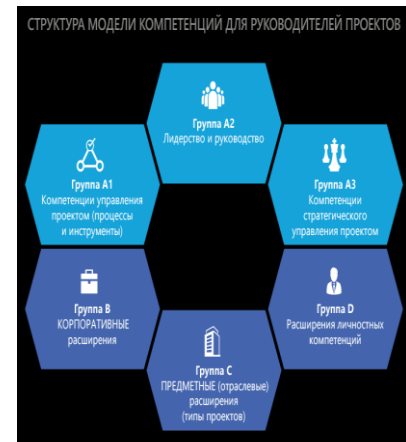 СТРУКТУРА МОДЕЛИ КОМПЕТЕНЦИЙ ДЛЯ РУКОВОДИТЕЛЕЙ ПРОЕКТОВ
Группа А2
Лидерство и руководство
Группа А1
Компетенции управления
проектом (процессы
и инструменты)
Группа А3
Компетенции
стратегического
управления проектом
Группа В
КОРПОРАТИВНЫЕ
расширения
Группа D
Расширения личностных
компетенций
Группа С
ПРЕДМЕТНЫЕ (отраслевые)
расширения
(типы проектов)